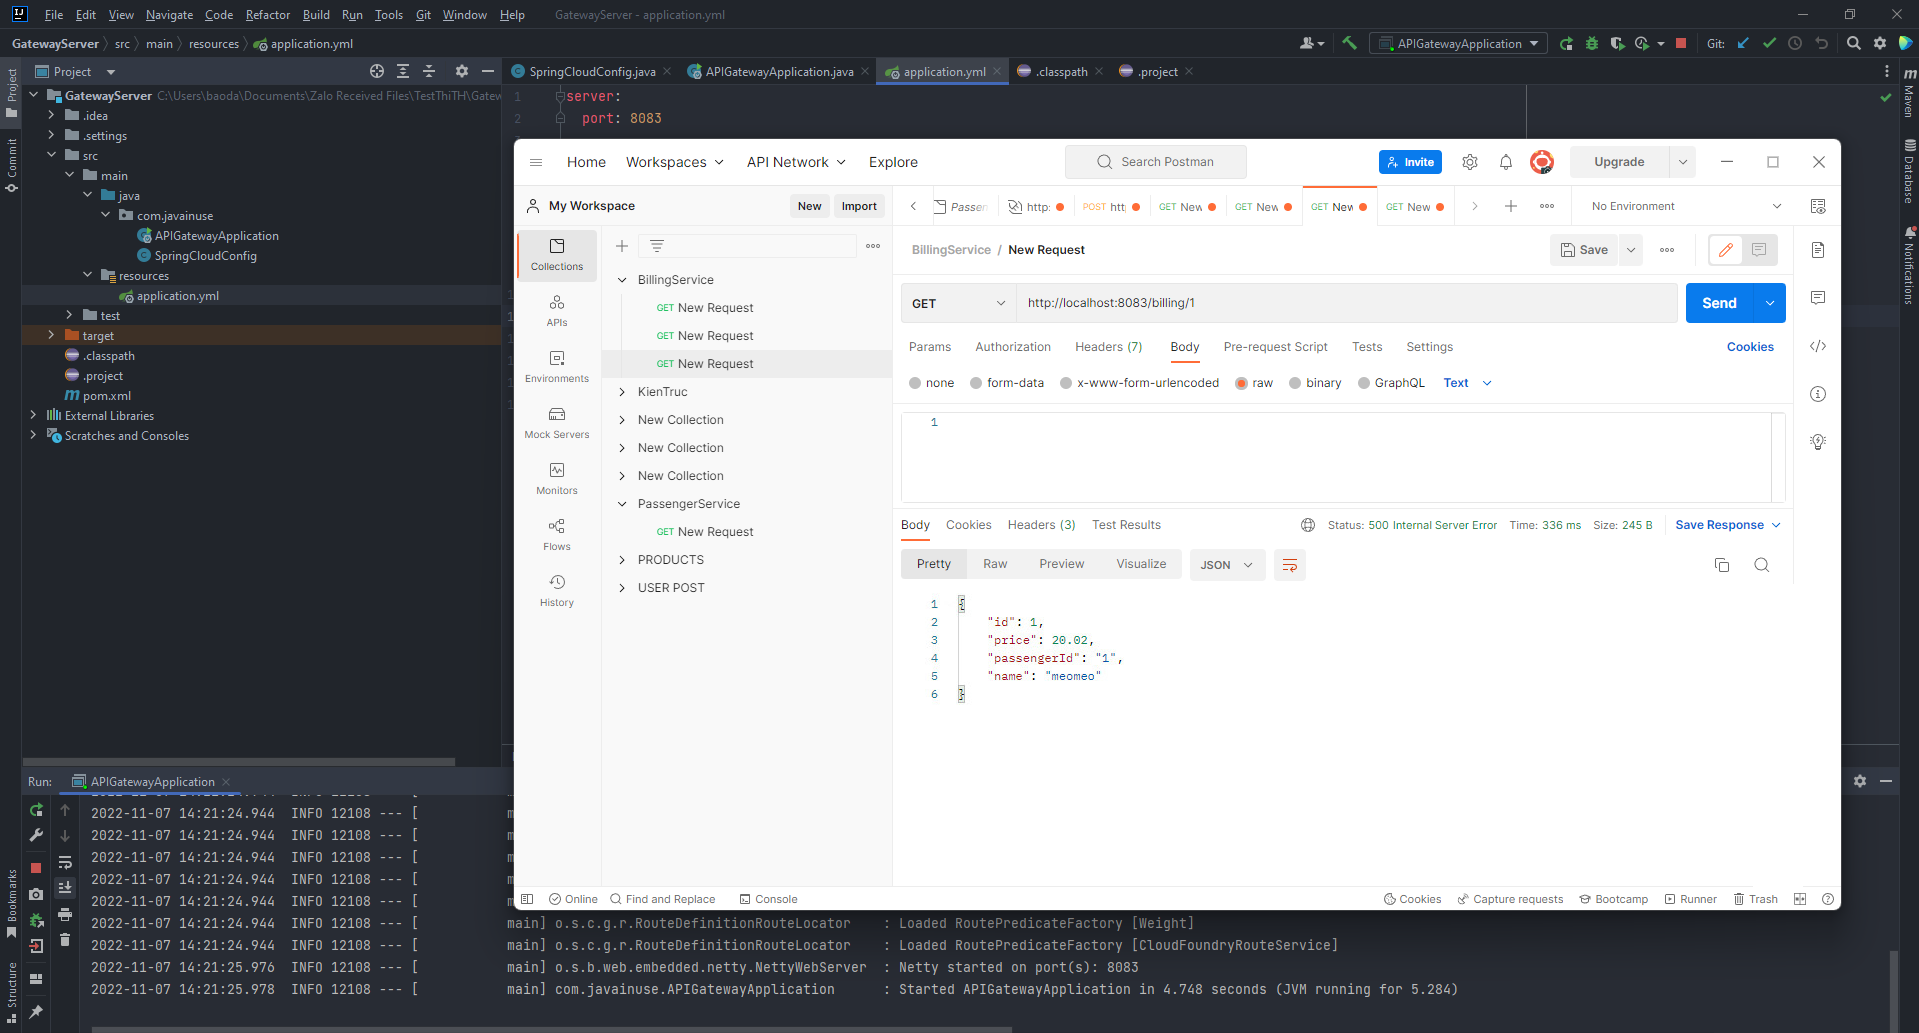 File Edit View Navigate Code Refactor Build Run Tools Git Window Help GatewayServer - application.yml
GatewayServer src main resources application.yml APIGatewayApplication Git:
Project
SpringCloudConfig.java APIGatewayApplication.java application.yml .classpath .project
Project
Commit
Bookmarks
Structure
Maven
Database
Notifications
GatewayServer C:\Users\baoda\Documents\Zalo Received Files\TestThiTH\Gatew
.idea
.settings
src
main
java
com.javainuse
APIGatewayApplication
SpringCloudConfig
resources
application.yml
test
target
.classpath
.project
pom.xml
External Libraries
Scratches and Consoles
1 server:
2 port: 8083
Home Workspaces API Network Explore Search Postman Invite Upgrade
My Workspace New Import
Passen http: POST htt GET New GET New GET New GET New No Environment
Collections
APIs
Environments
Mock Servers
Monitors
Flows
History
BillingService
GET New Request
GET New Request
GET New Request
KienTruc
New Collection
New Collection
New Collection
PassengerService
GET New Request
PRODUCTS
USER POST
BillingService / New Request Save
GET http://localhost:8083/billing/1 Send
Params Authorization Headers (7) Body Pre-request Script Tests Settings Cookies
none form-data x-www-form-urlencoded raw binary GraphQL Text
1
Body Cookies Headers (3) Test Results Status: 500 Internal Server Error Time: 336 ms Size: 245 B Save Response
Pretty Raw Preview Visualize JSON
1 {
2 "id": 1,
3 "price": 20.02,
4 "passengerId": "1",
5 "name": "meomeo"
6 }
Online Find and Replace Console Cookies Capture requests Bootcamp Runner Trash
Run: APIGatewayApplication
2022-11-07 14:21:24.944 INFO 12108 --- [ m
2022-11-07 14:21:24.944 INFO 12108 --- [ m
2022-11-07 14:21:24.944 INFO 12108 --- [ m
2022-11-07 14:21:24.944 INFO 12108 --- [ m
2022-11-07 14:21:24.944 INFO 12108 --- [ m
2022-11-07 14:21:24.944 INFO 12108 --- [ main] o.s.c.g.r.RouteDefinitionRouteLocator : Loaded RoutePredicateFactory [Weight]
2022-11-07 14:21:24.944 INFO 12108 --- [ main] o.s.c.g.r.RouteDefinitionRouteLocator : Loaded RoutePredicateFactory [CloudFoundryRouteService]
2022-11-07 14:21:25.976 INFO 12108 --- [ main] o.s.b.web.embedded.netty.NettyWebServer : Netty started on port(s): 8083
2022-11-07 14:21:25.978 INFO 12108 --- [ main] com.javainuse.APIGatewayApplication : Started APIGatewayApplication in 4.748 seconds (JVM running for 5.284)